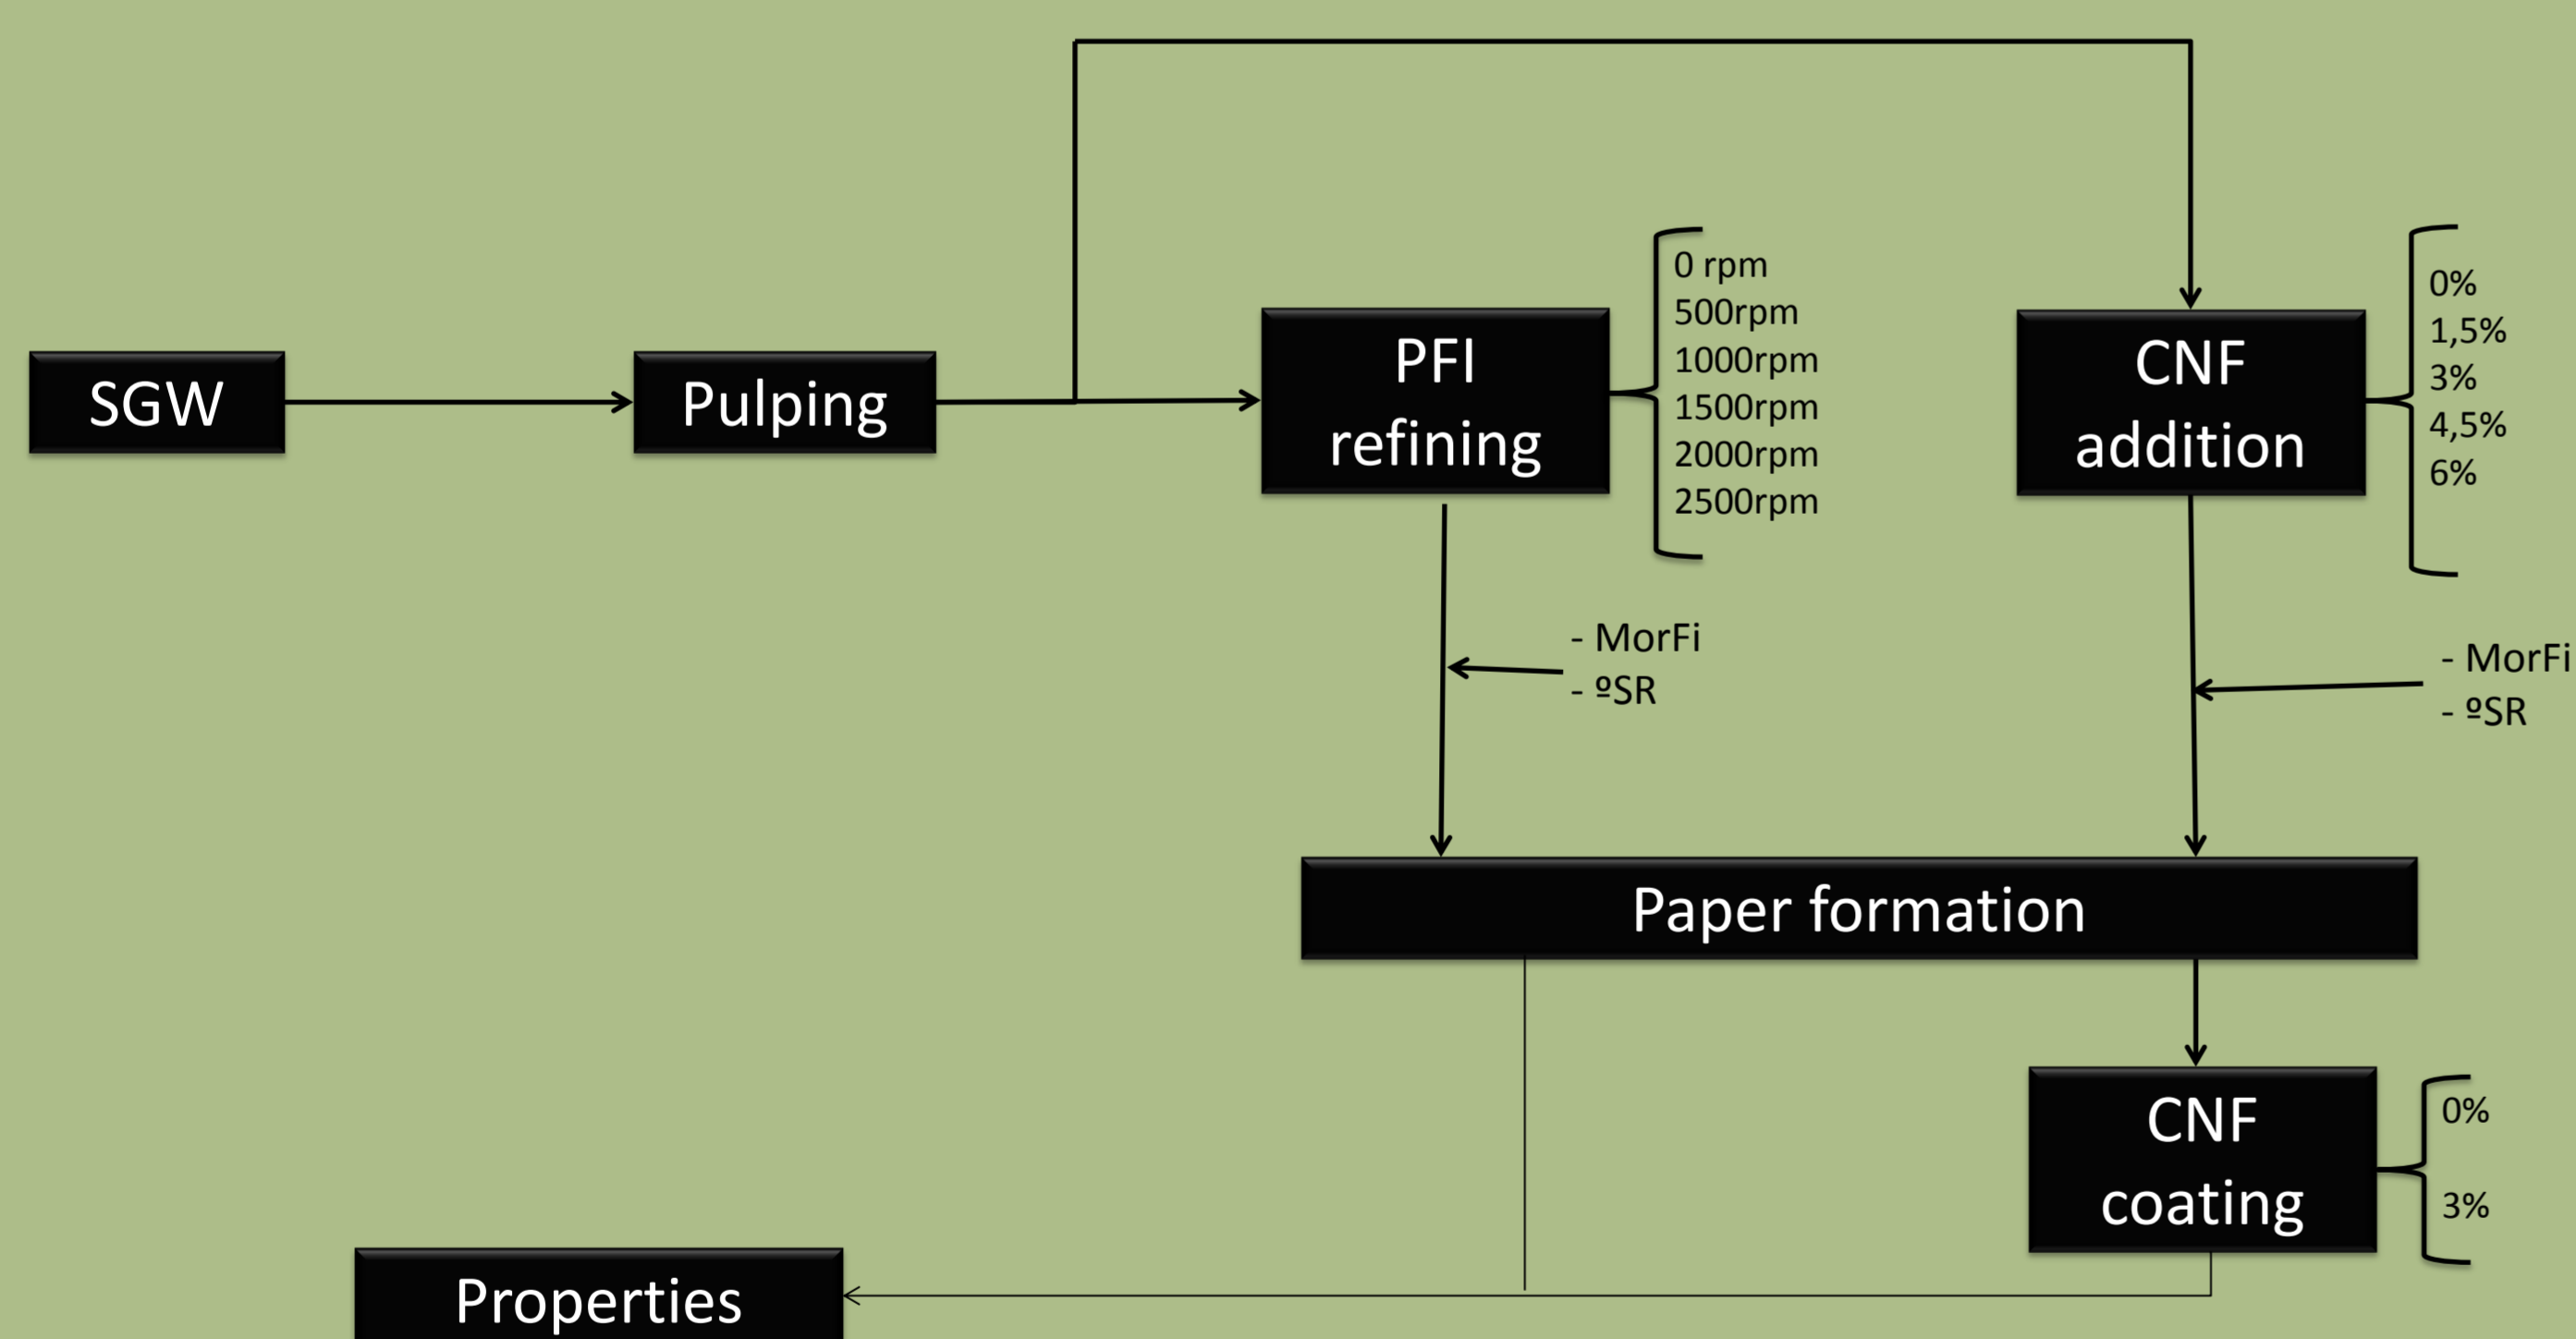 SGW
Pulping
PFI
refining
0 rpm
500rpm
1000rpm
1500rpm
2000rpm
2500rpm
CNF
addition
0%
1,5%
3%
4,5%
6%
- MorFi
- ºSR
- MorFi
- ºSR
Paper formation
CNF
coating
0%
3%
Properties